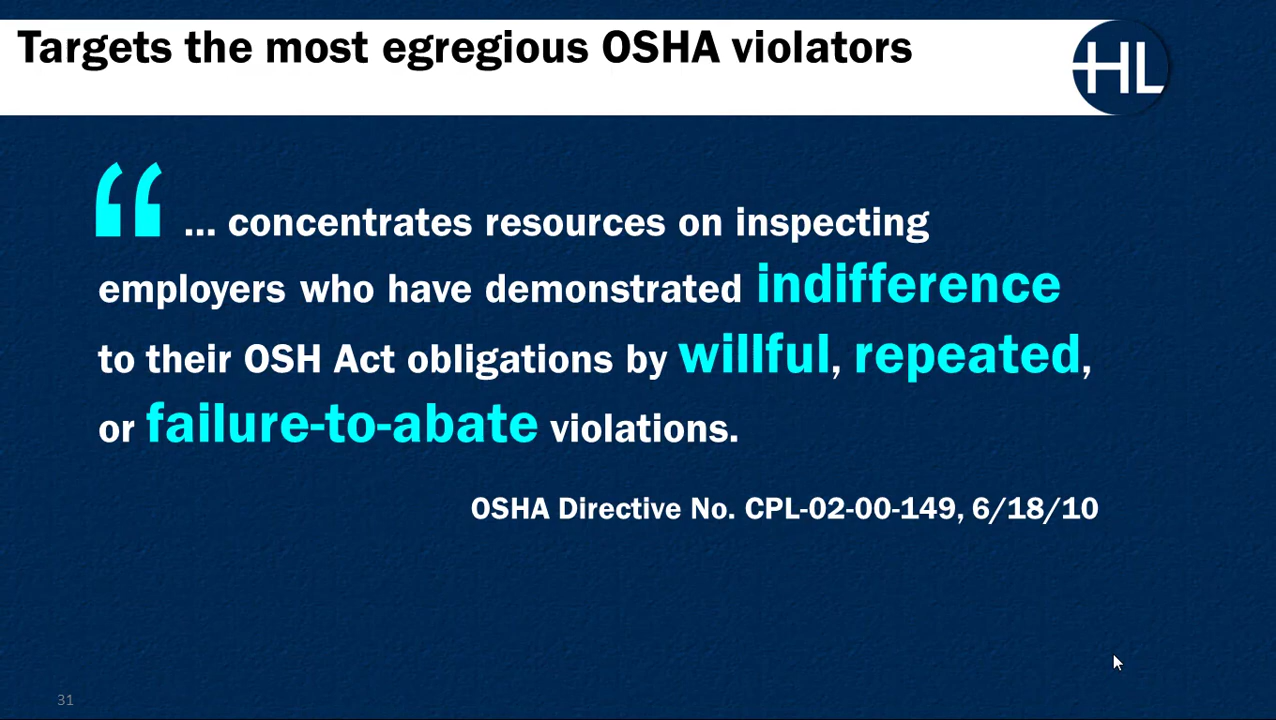 Targets the most egregious OSHA violators
HL
“ ... concentrates resources on inspecting
employers who have demonstrated indifference
to their OSH Act obligations by willful, repeated,
or failure-to-abate violations.
OSHA Directive No. CPL-02-00-149, 6/18/10
31